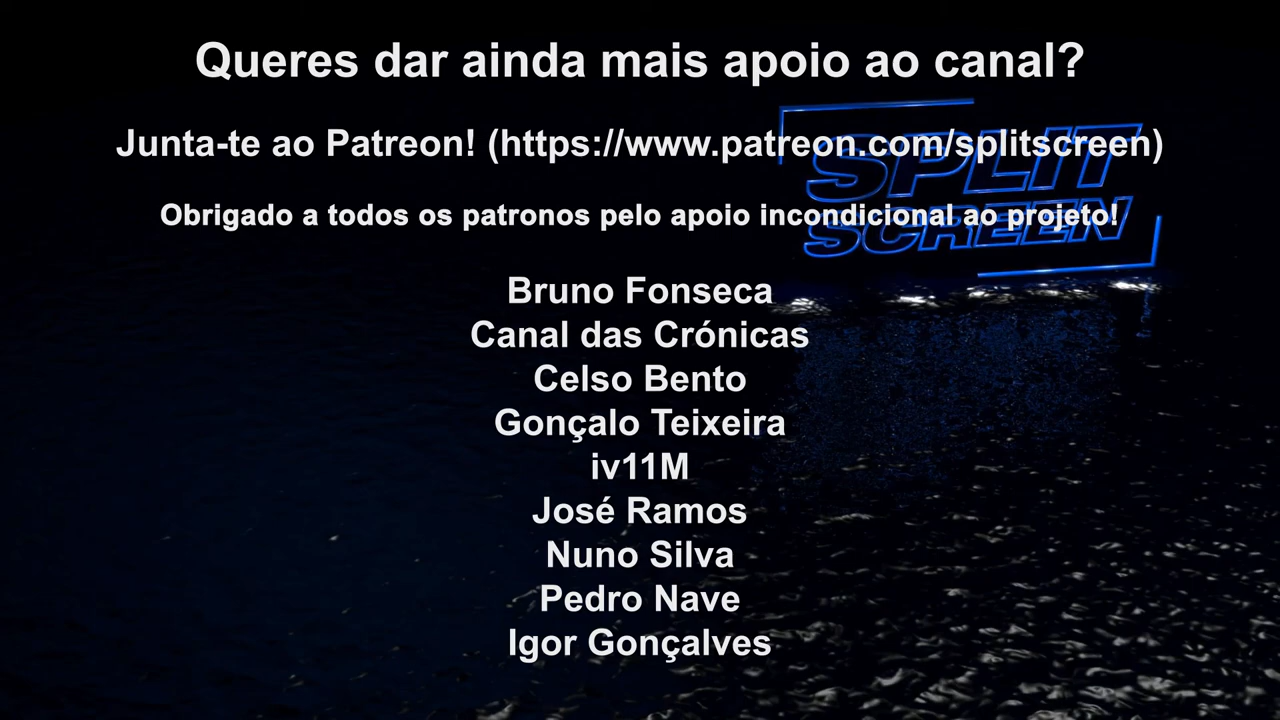 Queres dar ainda mais apoio ao canal?
Junta-te ao Patreon! (https://www.patreon.com/splitscreen)
Obrigado a todos os patronos pelo apoio incondicional ao projeto!
SPLIT
SCREEN
Bruno Fonseca
Canal das Crónicas
Celso Bento
Gonçalo Teixeira
iv11M
José Ramos
Nuno Silva
Pedro Nave
Igor Gonçalves